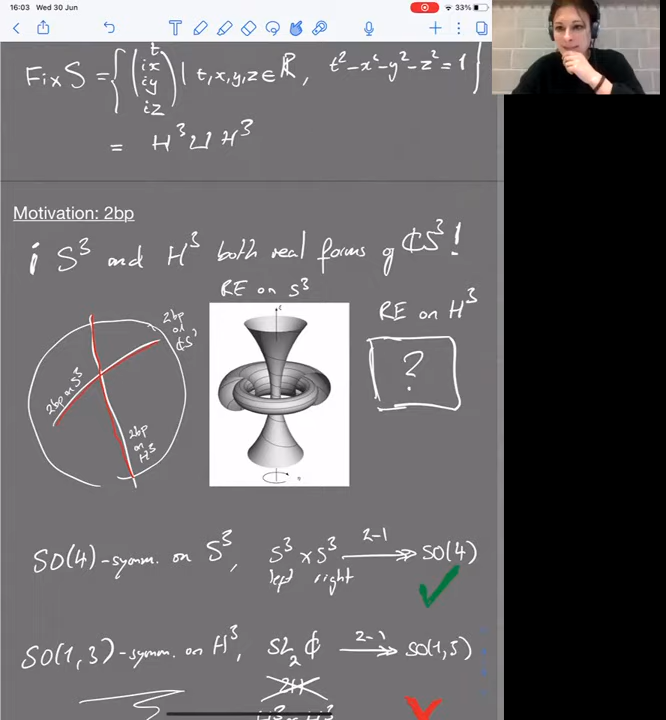 16:03 Wed 30 Jun
33%
Fix S = { ( t ix iy iz ) | t,x,y,z ∈ ℝ, t²-x²-y²-z² = 1 }
= H³ ⊔ H³
Motivation: 2bp
¡ S³ and H³ both real forms of ℂS³!
RE on S³
RE on H³
2bp on ℂS³
2bp on S³
2bp on H³
?
SO(4)-symm. on S³, S³ × S³ 2-1 ↠ SO(4)
left right
SO(1,3)-symm. on H³, SL₂ℂ 2-1 ↠ SO(1,3)